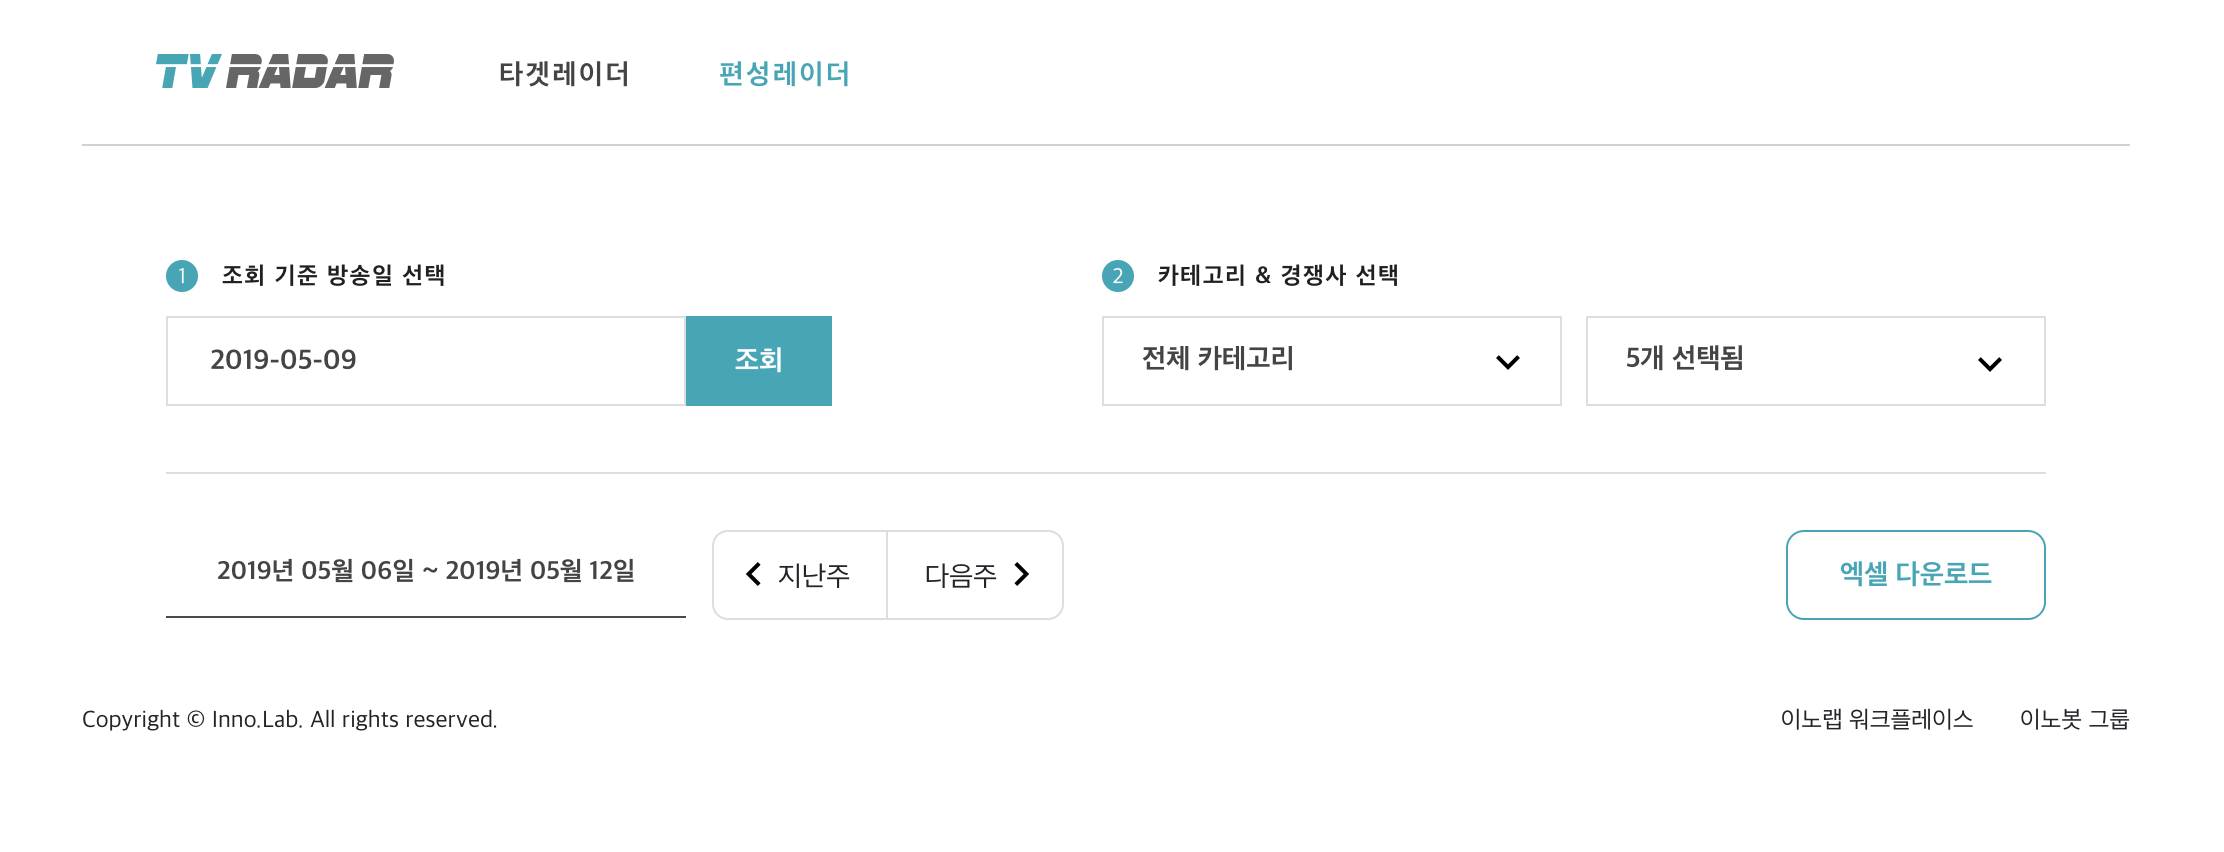 TV RADAR 타겟레이더 편성레이더
1 조회 기준 방송일 선택
2019-05-09 조회
2 카테고리 & 경쟁사 선택
전체 카테고리 5개 선택됨
2019년 05월 06일 ~ 2019년 05월 12일 지난주 다음주 엑셀 다운로드
Copyright © Inno.Lab. All rights reserved. 이노랩 워크플레이스 이노봇 그룹